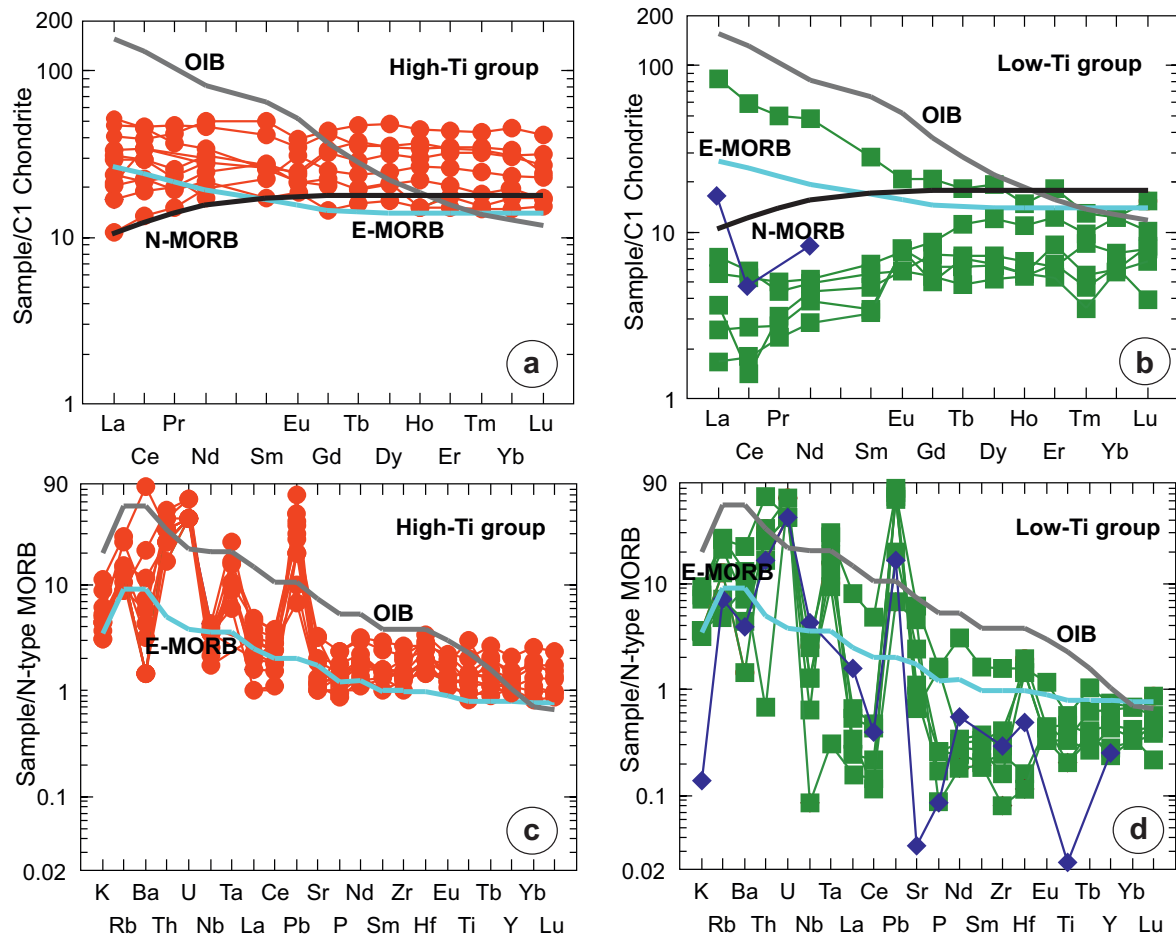 200
100
10
1
Sample/C1 Chondrite
OIB
High-Ti group
N-MORB
E-MORB
a
La Pr Eu Tb Ho Tm Lu
Ce Nd Sm Gd Dy Er Yb
200
100
10
1
Sample/C1 Chondrite
Low-Ti group
OIB
E-MORB
N-MORB
b
La Pr Eu Tb Ho Tm Lu
Ce Nd Sm Gd Dy Er Yb
90
10
1
0.1
0.02
Sample/N-type MORB
High-Ti group
OIB
E-MORB
c
K Ba U Ta Ce Sr Nd Zr Eu Tb Yb
Rb Th Nb La Pb P Sm Hf Ti Y Lu
90
10
1
0.1
0.02
Sample/N-type MORB
Low-Ti group
E-MORB
OIB
d
K Ba U Ta Ce Sr Nd Zr Eu Tb Yb
Rb Th Nb La Pb P Sm Hf Ti Y Lu